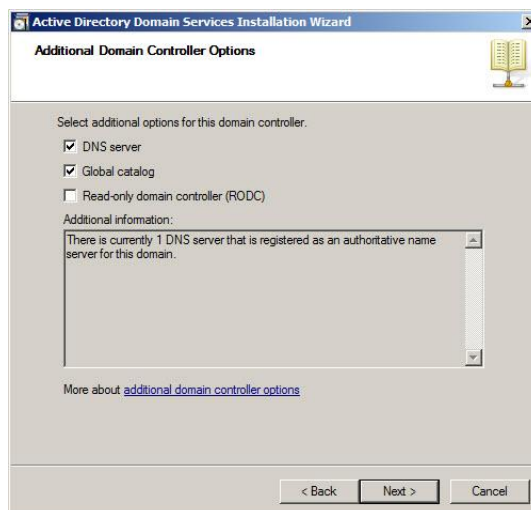 Active Directory Domain Services Installation Wizard
Additional Domain Controller Options
Select additional options for this domain controller.
DNS server
Global catalog
Read-only domain controller (RODC)
Additional information:
There is currently 1 DNS server that is registered as an authoritative name
server for this domain.
More about additional domain controller options
< Back Next > Cancel